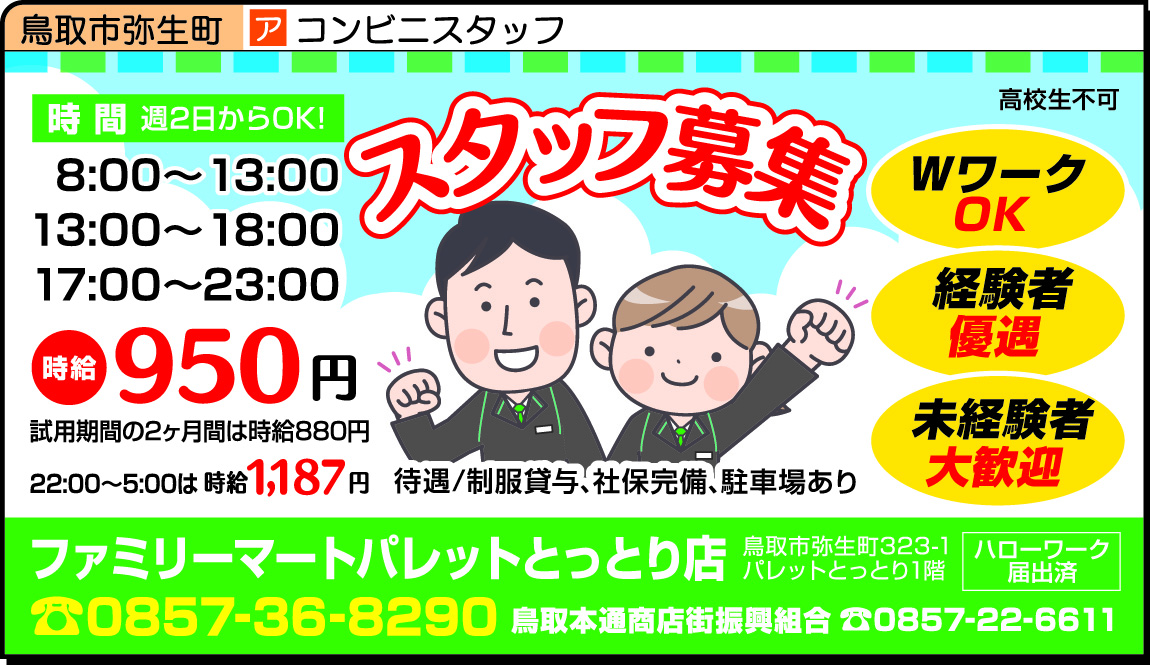 鳥取市弥生町 ア コンビニスタッフ
高校生不可
時間 週2日からOK!
8:00〜13:00
13:00〜18:00
17:00〜23:00
スタッフ募集
Wワーク
OK
経験者
優遇
未経験者
大歓迎
時給950円
試用期間の2ヶ月間は時給880円
22:00〜5:00は 時給1,187円
待遇/制服貸与、社保完備、駐車場あり
ファミリーマートパレットとっとり店
鳥取市弥生町323-1
パレットとっとり1階
ハローワーク
届出済
☎0857-36-8290
鳥取本通商店街振興組合 ☎0857-22-6611